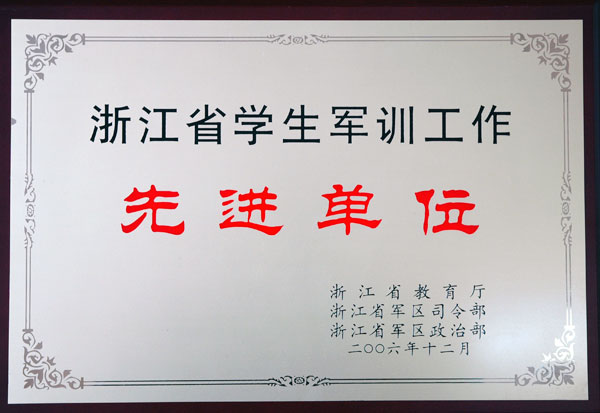 浙江省学生军训工作
先进单位
浙江省教育厅
浙江省军区司令部
浙江省军区政治部
二〇〇六年十二月